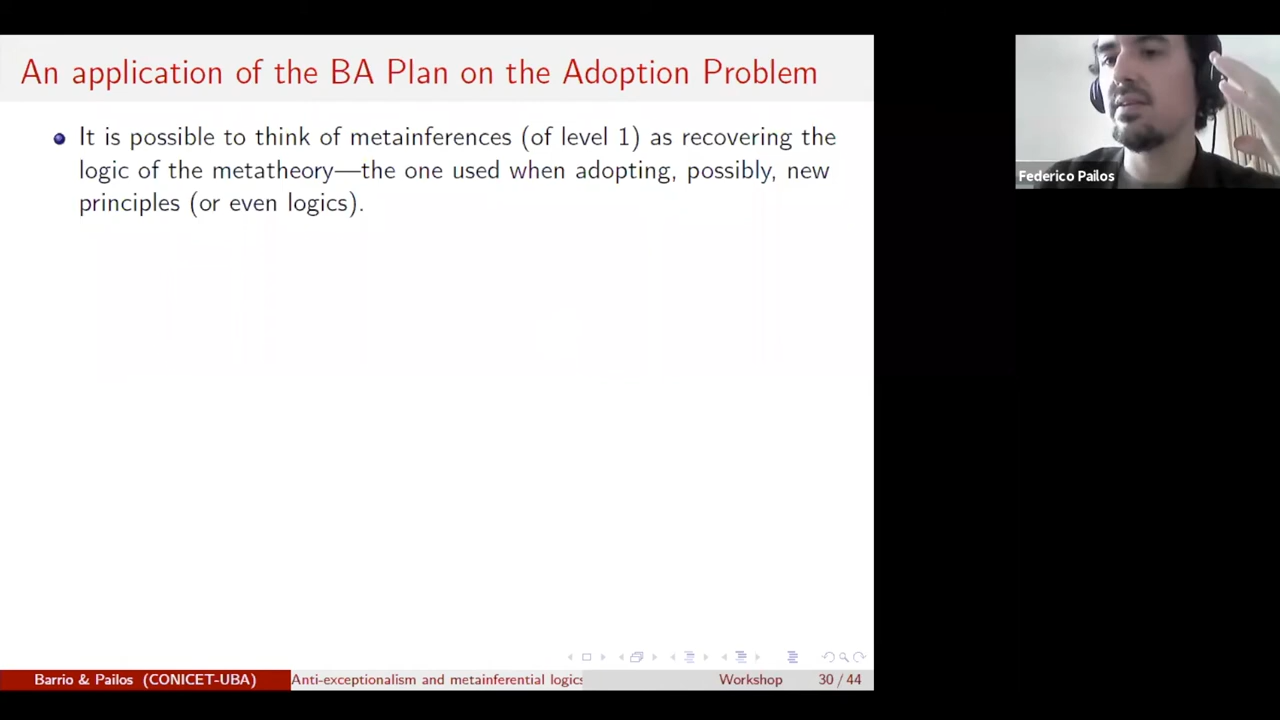 An application of the BA Plan on the Adoption Problem
It is possible to think of metainferences (of level 1) as recovering the
logic of the metatheory—the one used when adopting, possibly, new
principles (or even logics).
Federico Pailos
Barrio & Pailos (CONICET-UBA) Anti-exceptionalism and metainferential logics Workshop 30 / 44